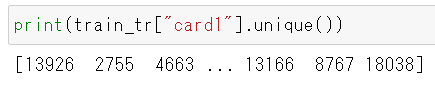 print(train_tr["card1"].unique())
[13926  2755  4663 ... 13166  8767 18038]